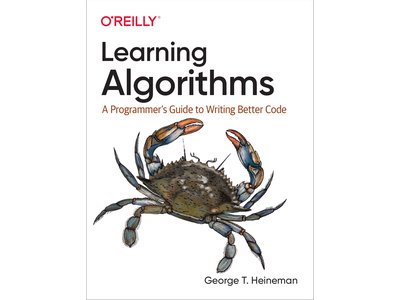 O'REILLY®
Learning
Algorithms
A Programmer's Guide to Writing Better Code
George T. Heineman